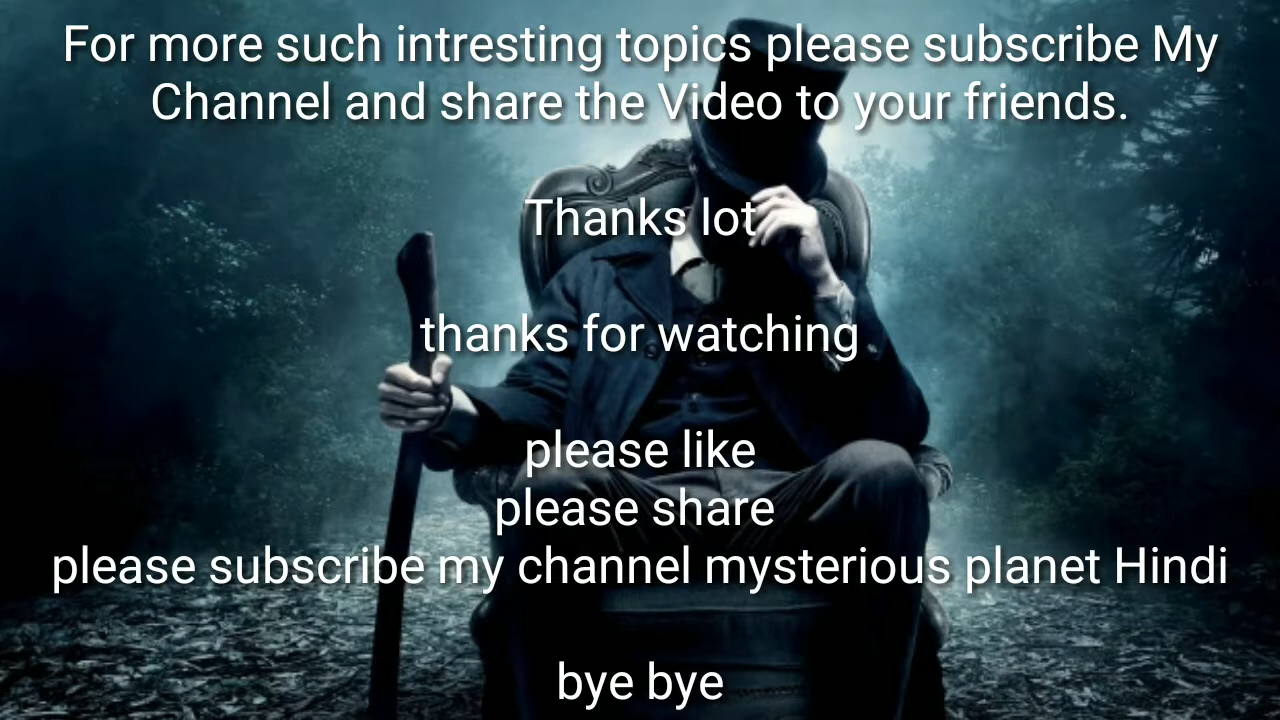 For more such intresting topics please subscribe My
Channel and share the Video to your friends.
Thanks lot
thanks for watching
please like
please share
please subscribe my channel mysterious planet Hindi
bye bye